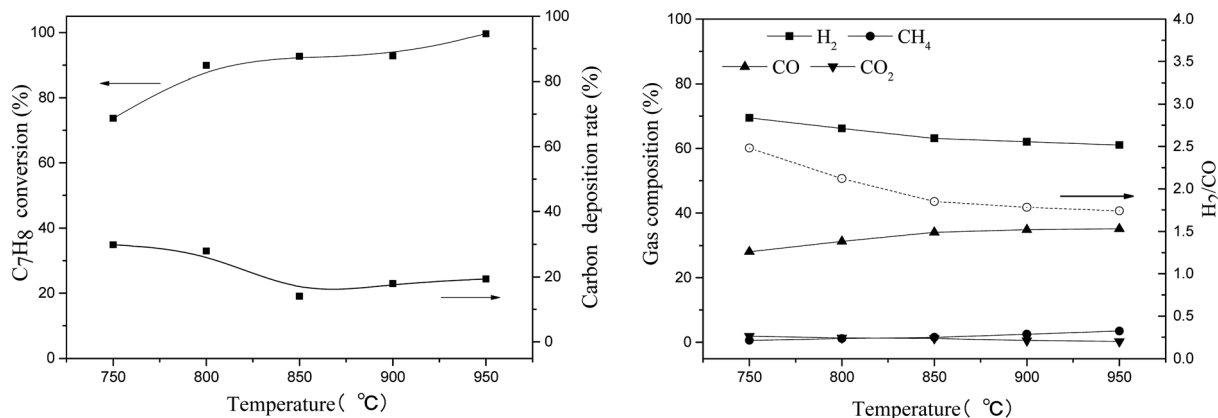 C7H8 conversion (%)
100
80
60
40
20
0
100
80
60
40
20
0
Carbon deposition rate (%)
750 800 850 900 950
Temperature( ℃)
Gas composition (%)
100
80
60
40
20
0
H2 CH4
CO CO2
4.0
3.5
3.0
2.5
2.0
1.5
1.0
0.5
0.0
H2/CO
750 800 850 900 950
Temperature( ℃)